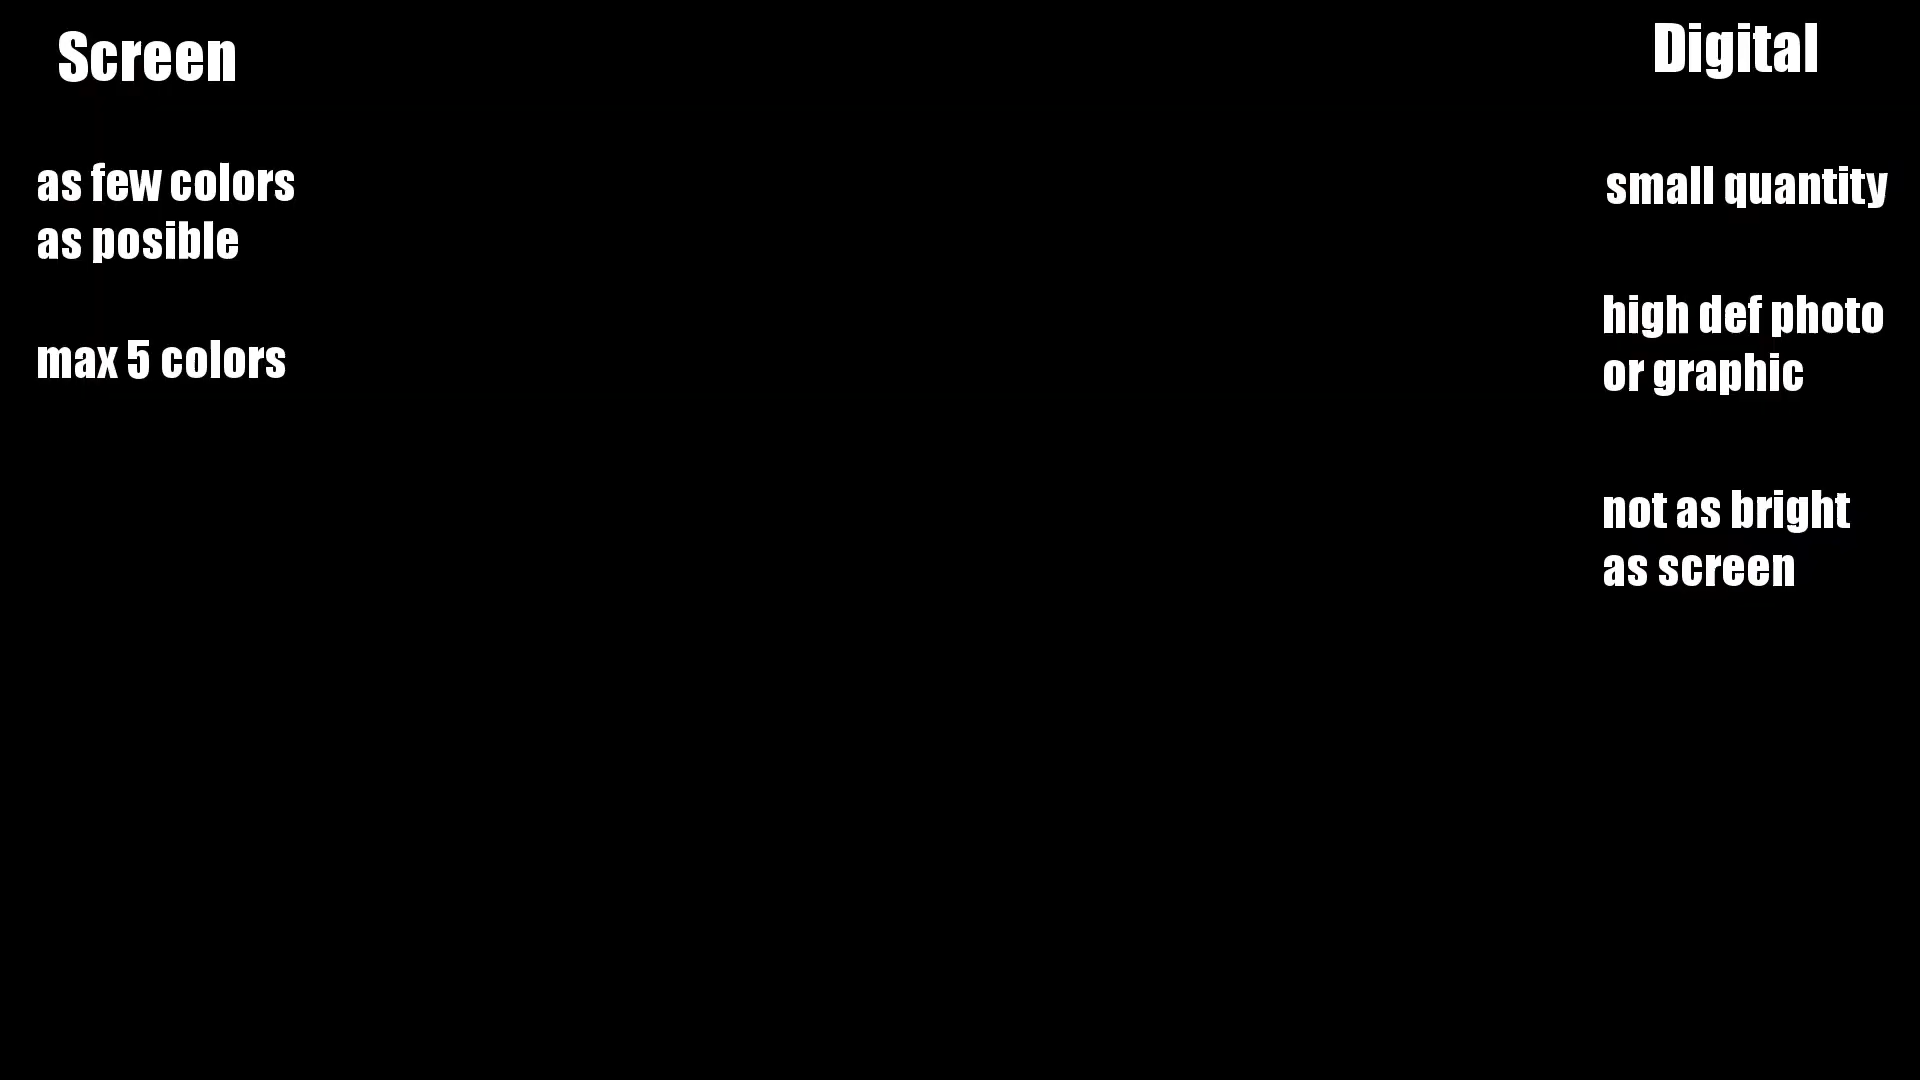 Screen
as few colors
as posible
max 5 colors
Digital
small quantity
high def photo
or graphic
not as bright
as screen